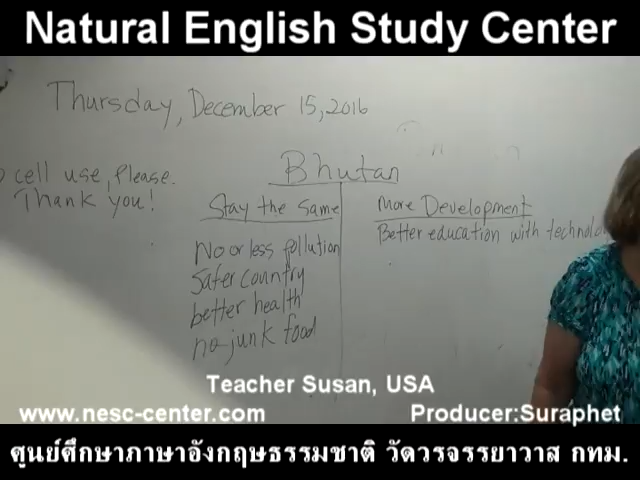 Natural English Study Center
Thursday, December 15, 2016
cell use, Please.
Thank you!
Bhutan
Stay the same
No or less pollution
Safer country
better health
no junk food
More Development
Better education with
Teacher Susan, USA
www.nesc-center.com
Producer:Suraphet
ศูนย์ศึกษาภาษาอังกฤษธรรมชาติ วัดวรจรรยาวาส กทม.